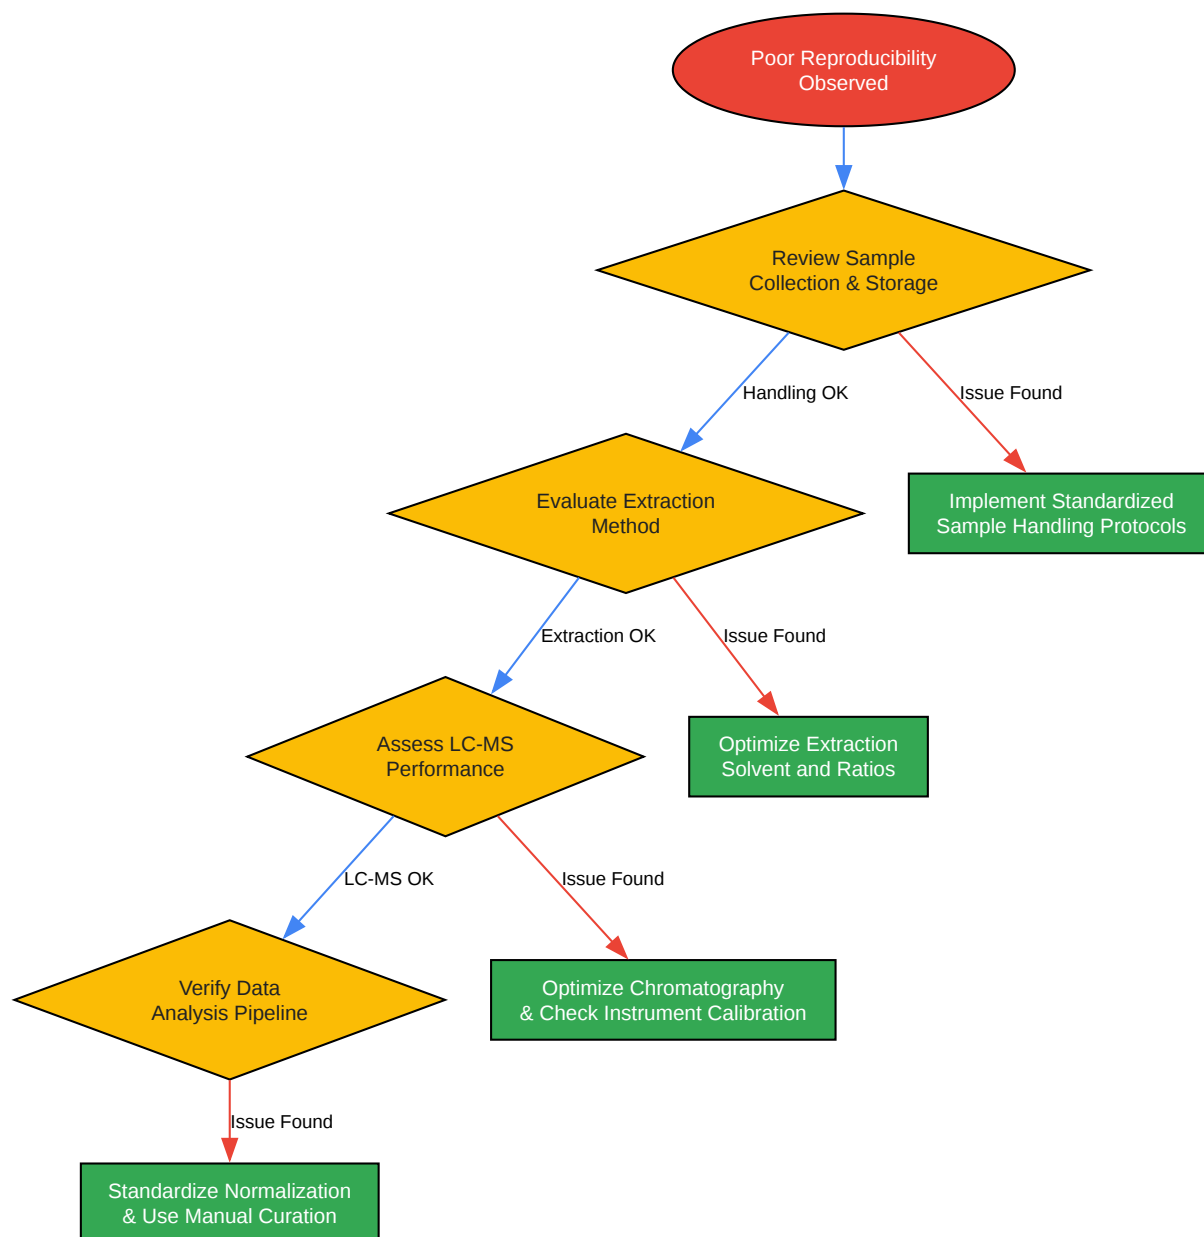 Poor Reproducibility
Observed
Review Sample
Collection & Storage
Handling OK
Issue Found
Evaluate Extraction
Method
Implement Standardized
Sample Handling Protocols
Extraction OK
Issue Found
Assess LC-MS
Performance
Optimize Extraction
Solvent and Ratios
LC-MS OK
Issue Found
Verify Data
Analysis Pipeline
Optimize Chromatography
& Check Instrument Calibration
Issue Found
Standardize Normalization
& Use Manual Curation